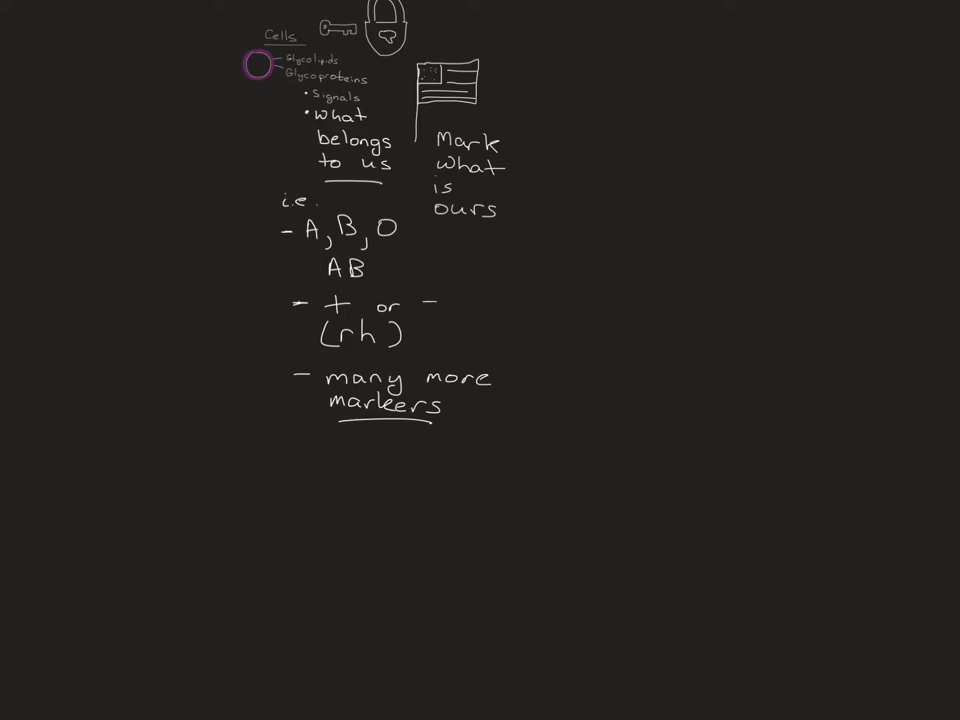 Cells
Glycolipids
Glycoproteins
• Signals
• what
belongs
to us
Mark
what
is
ours
i.e.
- A, B, O
AB
- + or -
(rh)
- many more
markers